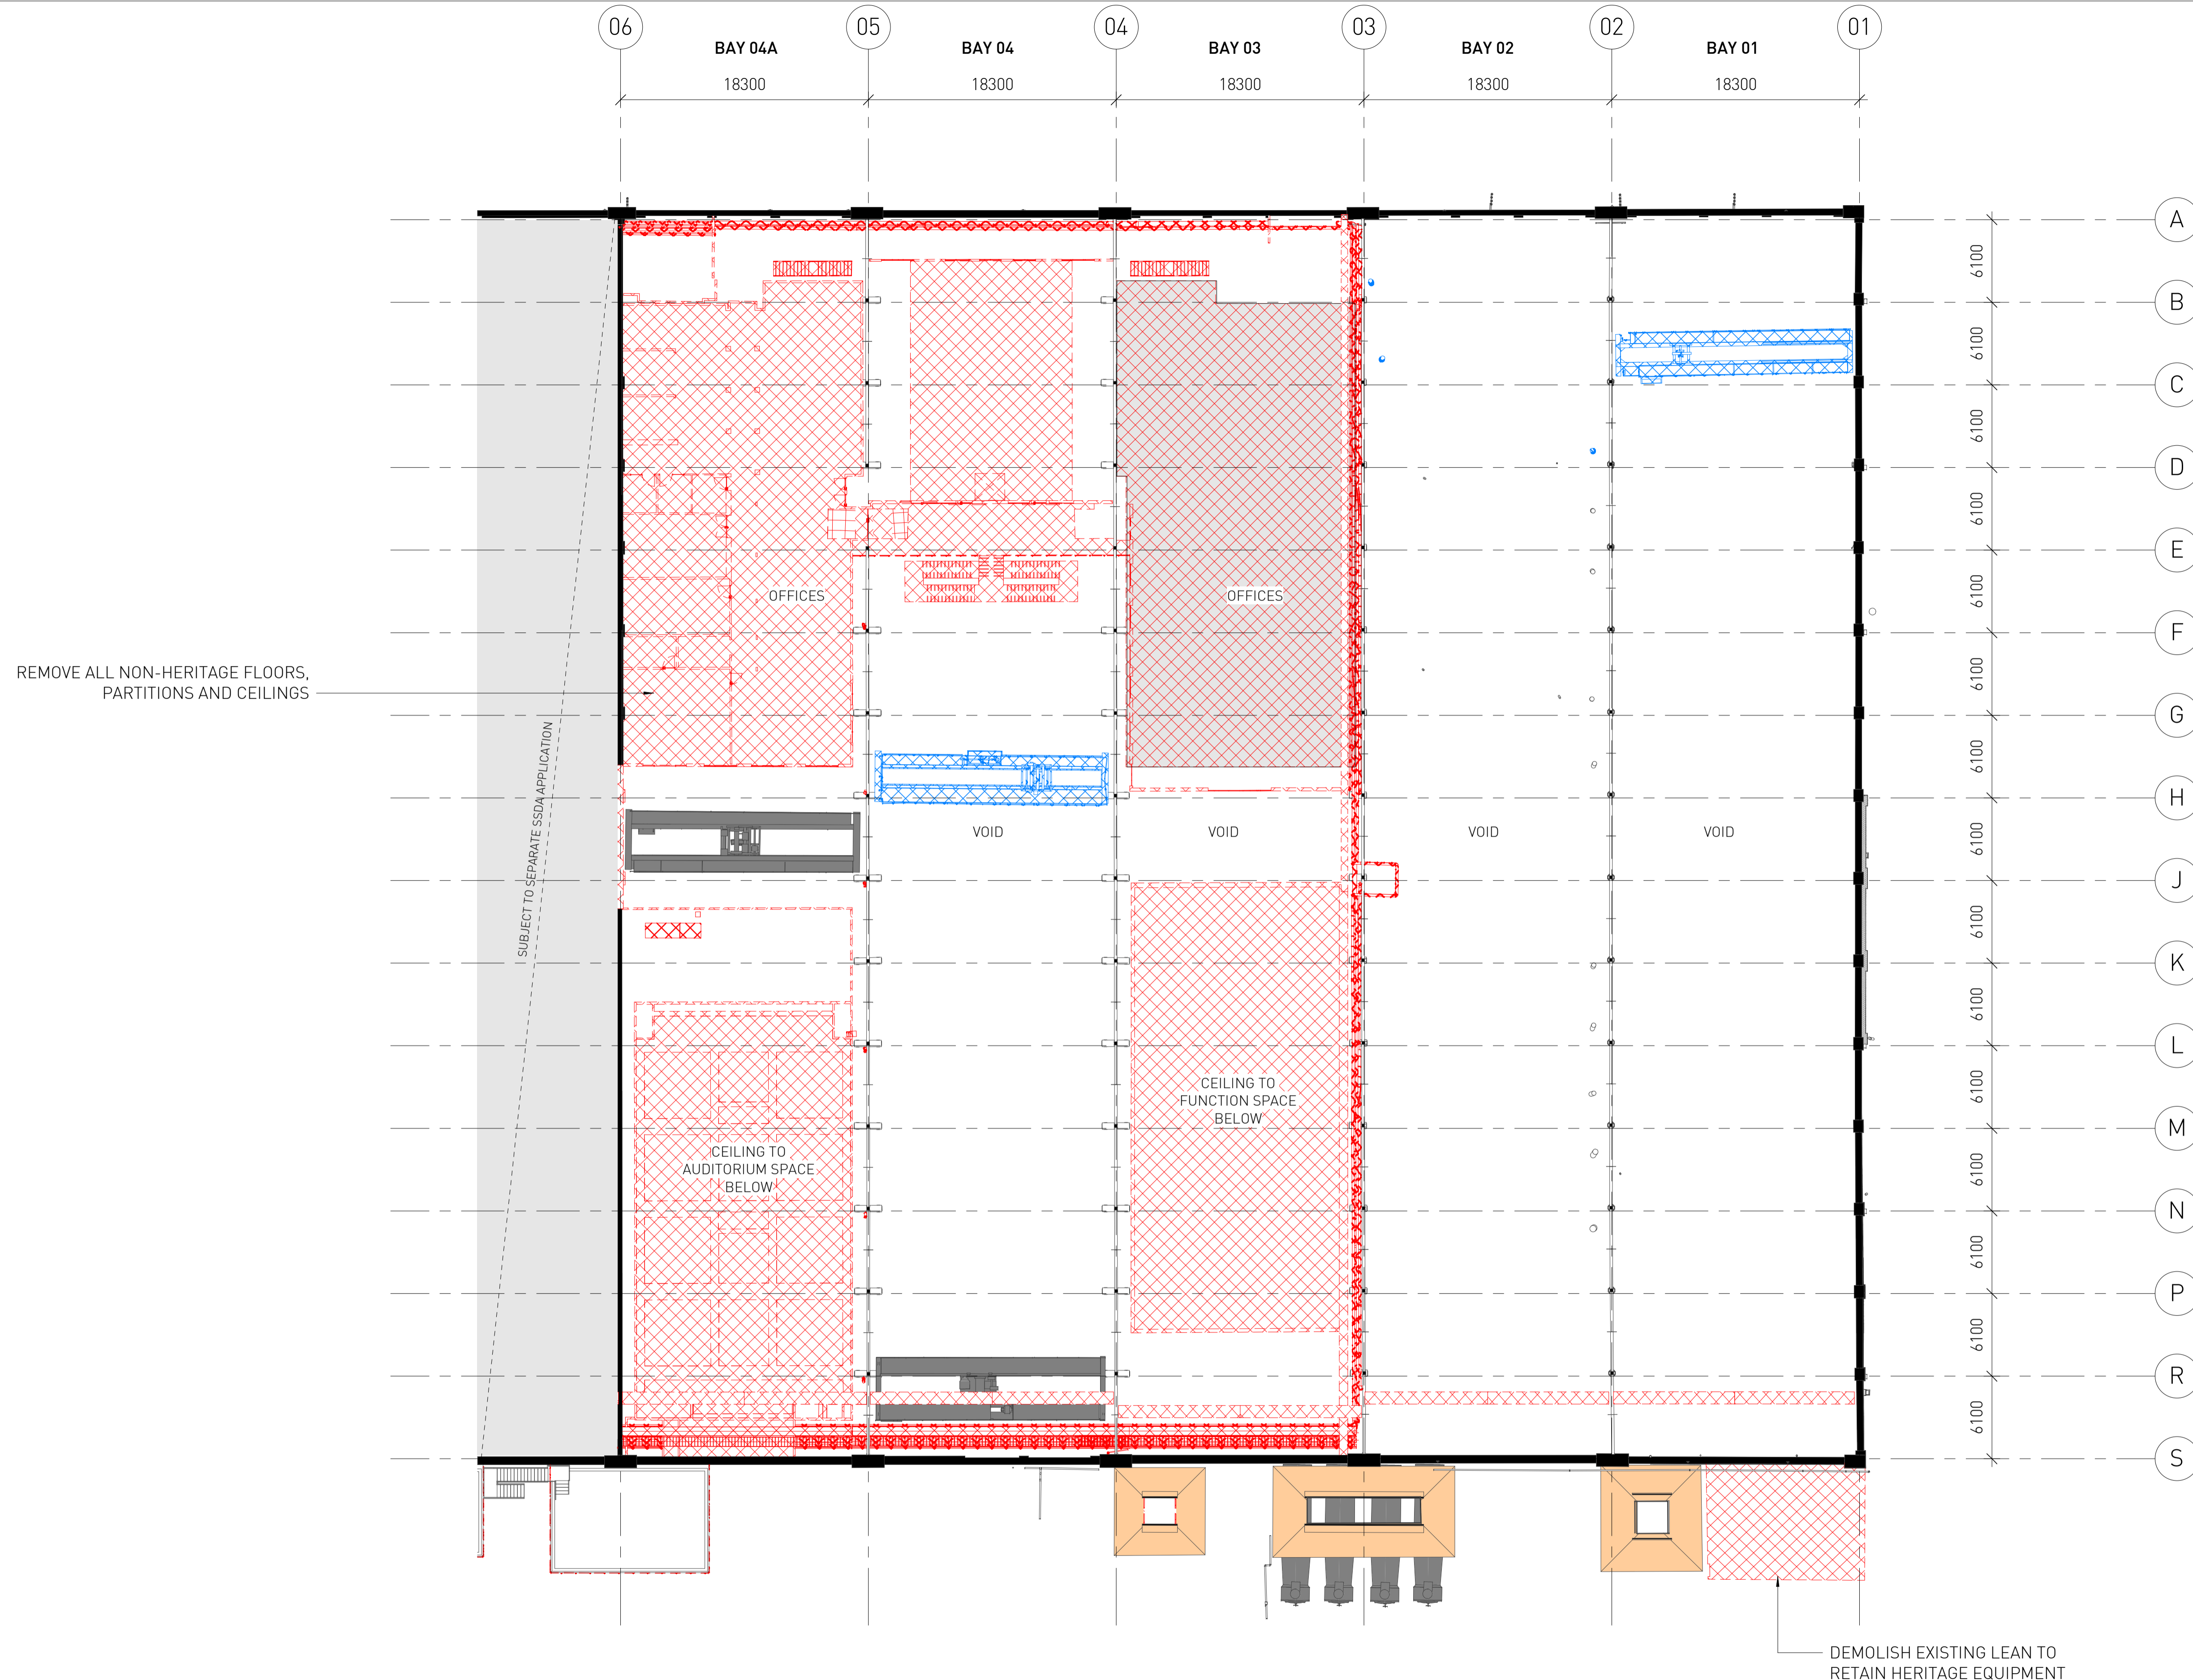 06 05 04 03 02 01
BAY 04A BAY 04 BAY 03 BAY 02 BAY 01
18300 18300 18300 18300 18300
A
6100
B
6100
C
6100
D
6100
E
6100
OFFICES OFFICES
F
REMOVE ALL NON-HERITAGE FLOORS,
PARTITIONS AND CEILINGS
6100
G
SUBJECT TO SEPARATE SSDA APPLICATION
6100
H
VOID VOID VOID VOID
6100
J
6100
K
6100
L
CEILING TO
FUNCTION SPACE
BELOW
6100
M
CEILING TO
AUDITORIUM SPACE
BELOW
6100
N
6100
P
6100
R
6100
S
DEMOLISH EXISTING LEAN TO
RETAIN HERITAGE EQUIPMENT